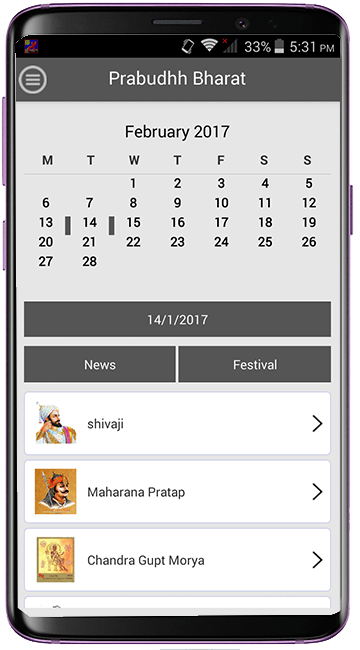 33% 5:31 PM
Prabudhh Bharat
February 2017
M T W T F S S
1 2 3 4 5
6 7 8 9 10 11 12
13 14 15 16 17 18 19
20 21 22 23 24 25 26
27 28
14/1/2017
News Festival
shivaji
Maharana Pratap
Chandra Gupt Morya